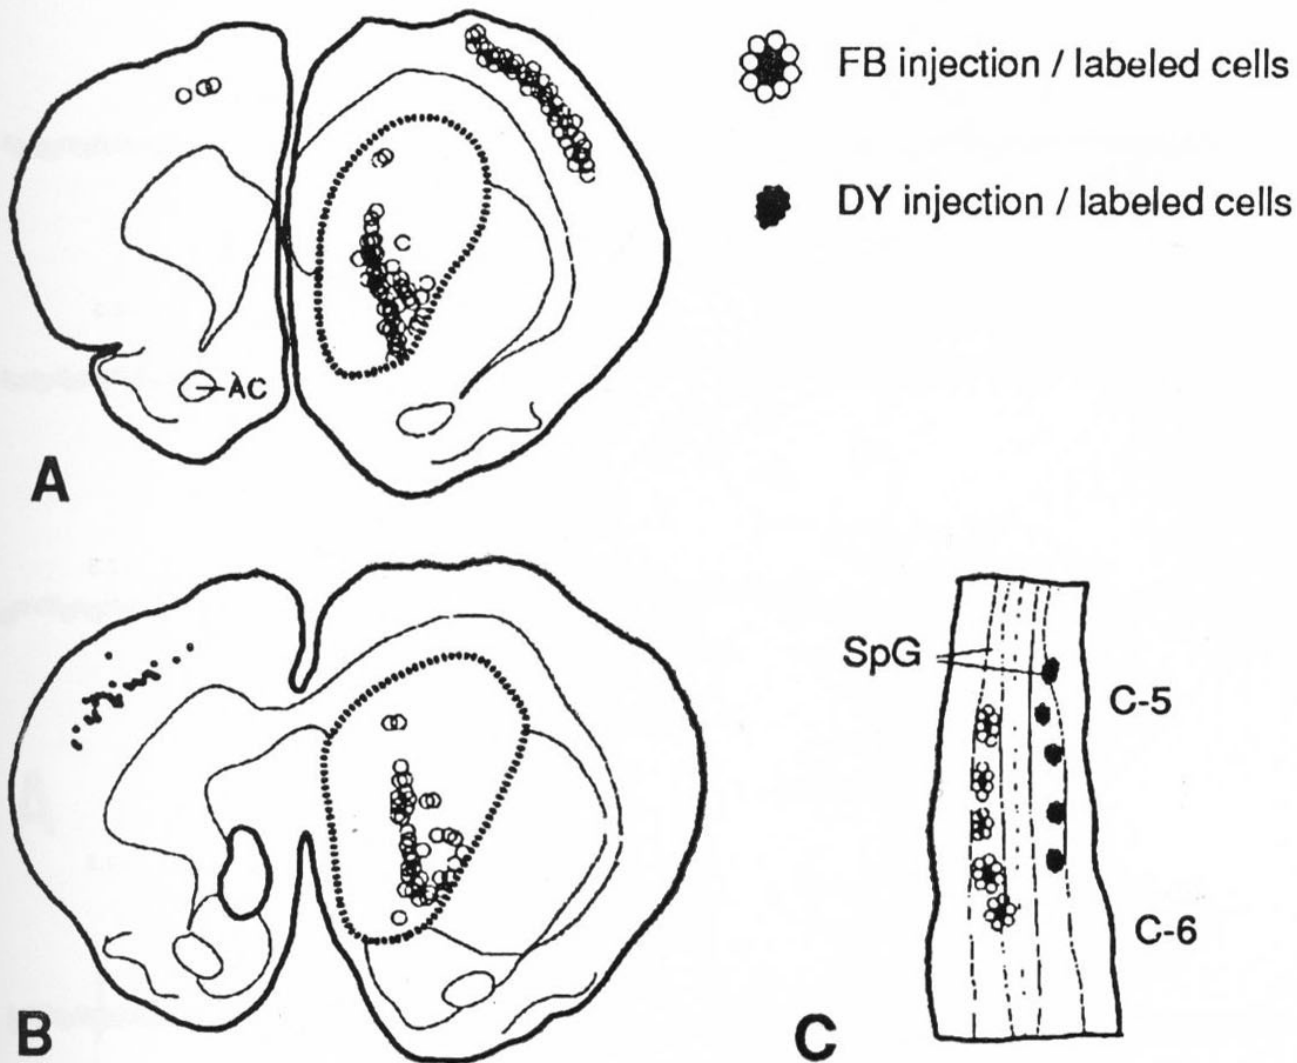 FB injection / labeled cells
DY injection / labeled cells
AC
A
SpG
C-5
C-6
B
C